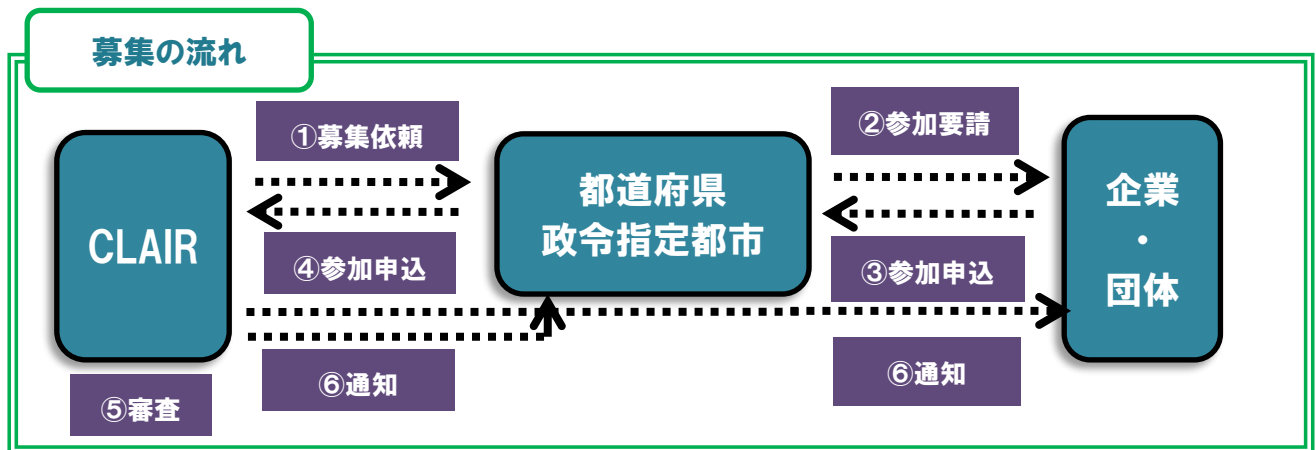 募集の流れ
①募集依頼
②参加要請
CLAIR
都道府県
政令指定都市
企業
・
団体
④参加申込
③参加申込
⑤審査
⑥通知
⑥通知